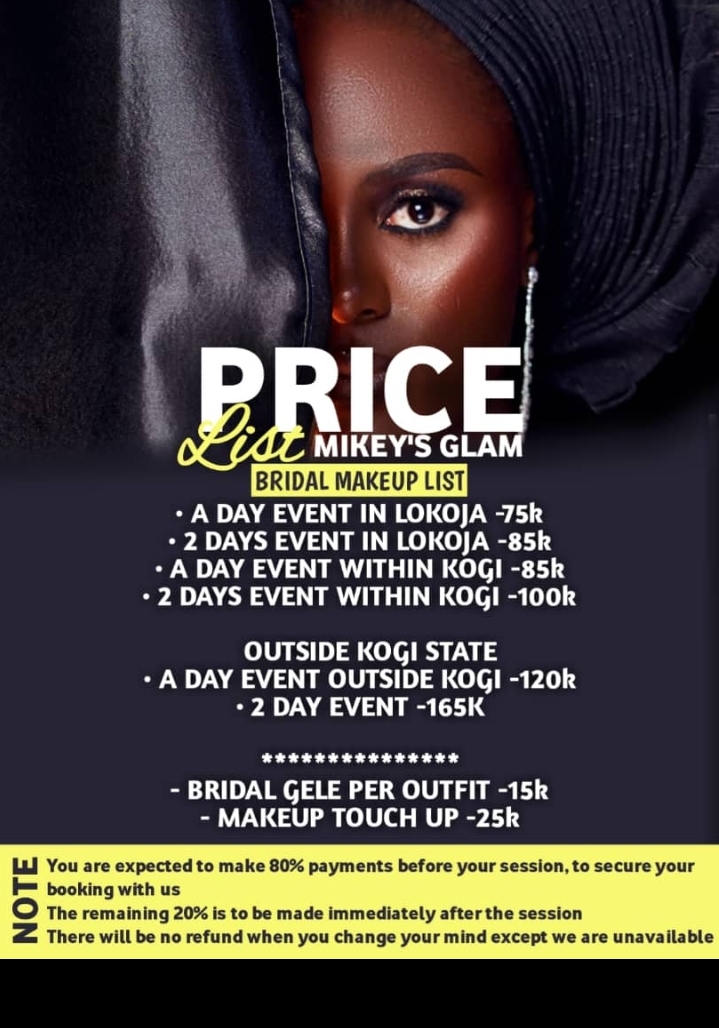 PRICE
List MIKEY'S GLAM
BRIDAL MAKEUP LIST
• A DAY EVENT IN LOKOJA -75k
• 2 DAYS EVENT IN LOKOJA -85k
• A DAY EVENT WITHIN KOGI -85k
• 2 DAYS EVENT WITHIN KOGI -100k
OUTSIDE KOGI STATE
• A DAY EVENT OUTSIDE KOGI -120k
• 2 DAY EVENT -165K
***************
- BRIDAL GELE PER OUTFIT -15k
- MAKEUP TOUCH UP -25k
NOTE
You are expected to make 80% payments before your session, to secure your
booking with us
The remaining 20% is to be made immediately after the session
There will be no refund when you change your mind except we are unavailable